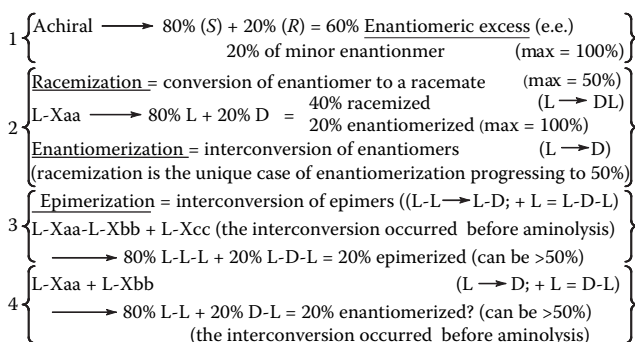 1 Achiral ⟶ 80% (S) + 20% (R) = 60% Enantiomeric excess (e.e.)
20% of minor enantionmer (max = 100%)
Racemization = conversion of enantiomer to a racemate (max = 50%)
2 L-Xaa ⟶ 80% L + 20% D = 40% racemized (L ⟶ DL)
20% enantiomerized (max = 100%)
Enantiomerization = interconversion of enantiomers (L ⟶ D)
(racemization is the unique case of enantiomerization progressing to 50%)
Epimerization = interconversion of epimers ((L-L ⟶ L-D; + L = L-D-L)
3 L-Xaa-L-Xbb + L-Xcc (the interconversion occurred before aminolysis)
⟶ 80% L-L-L + 20% L-D-L = 20% epimerized (can be >50%)
L-Xaa + L-Xbb (L ⟶ D; + L = D-L)
4 ⟶ 80% L-L + 20% D-L = 20% enantiomerized? (can be >50%)
(the interconversion occurred before aminolysis)